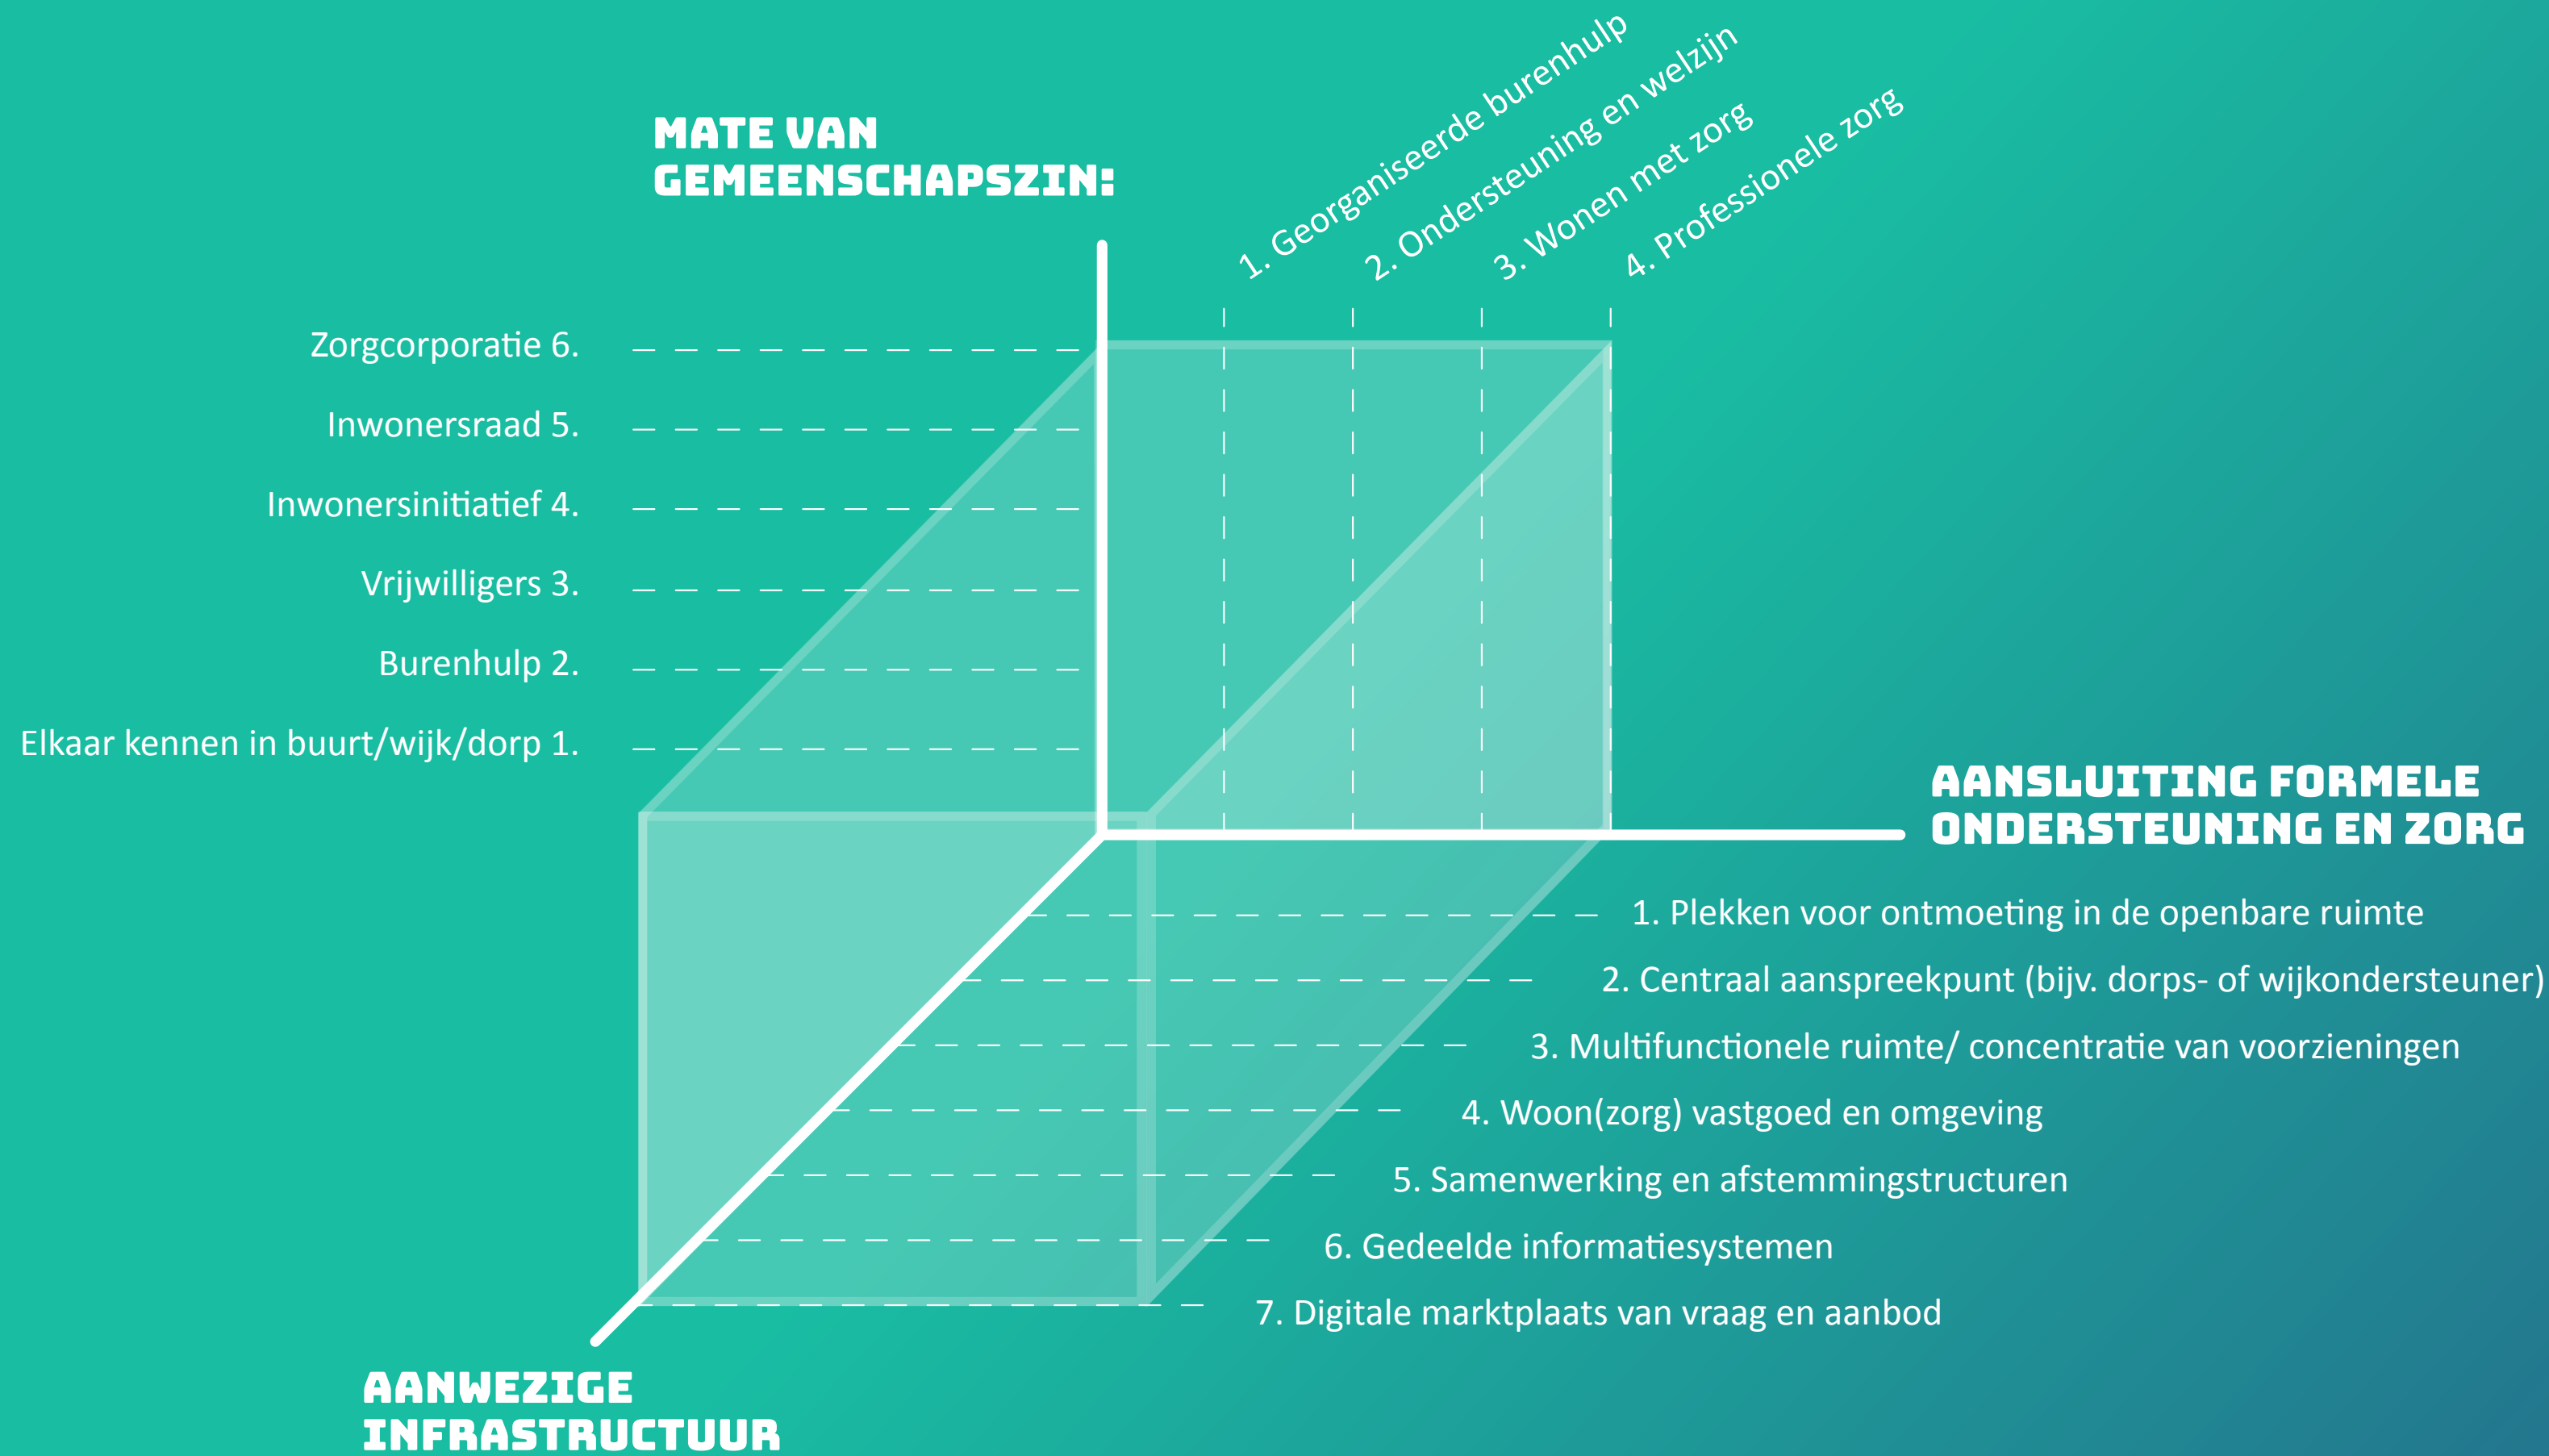 MATE VAN
GEMEENSCHAPSZIN:
1. Georganiseerde burenhulp
2. Ondersteuning en welzijn
3. Wonen met zorg
4. Professionele zorg
Zorgcorporatie 6.
Inwonersraad 5.
Inwonersinitiatief 4.
Vrijwilligers 3.
Burenhulp 2.
Elkaar kennen in buurt/wijk/dorp 1.
AANSLUITING FORMELE
ONDERSTEUNING EN ZORG
1. Plekken voor ontmoeting in de openbare ruimte
2. Centraal aanspreekpunt (bijv. dorps- of wijkondersteuner)
3. Multifunctionele ruimte/ concentratie van voorzieningen
4. Woon(zorg) vastgoed en omgeving
5. Samenwerking en afstemmingstructuren
6. Gedeelde informatiesystemen
7. Digitale marktplaats van vraag en aanbod
AANWEZIGE
INFRASTRUCTUUR